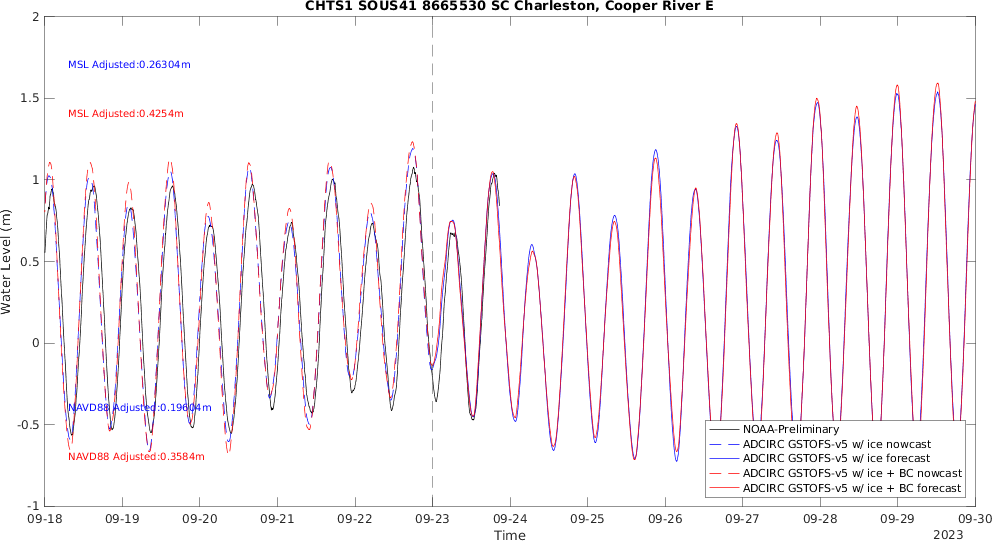 CHTS1 SOUS41 8665530 SC Charleston, Cooper River E
2
1.5
1
0.5
0
-0.5
-1
Water Level (m)
MSL Adjusted:0.26304m
MSL Adjusted:0.4254m
NAVD88 Adjusted:0.19604m
NAVD88 Adjusted:0.3584m
NOAA-Preliminary
ADCIRC GSTOFS-v5 w/ ice nowcast
ADCIRC GSTOFS-v5 w/ ice forecast
ADCIRC GSTOFS-v5 w/ ice + BC nowcast
ADCIRC GSTOFS-v5 w/ ice + BC forecast
09-18 09-19 09-20 09-21 09-22 09-23 09-24 09-25 09-26 09-27 09-28 09-29 09-30
Time
2023